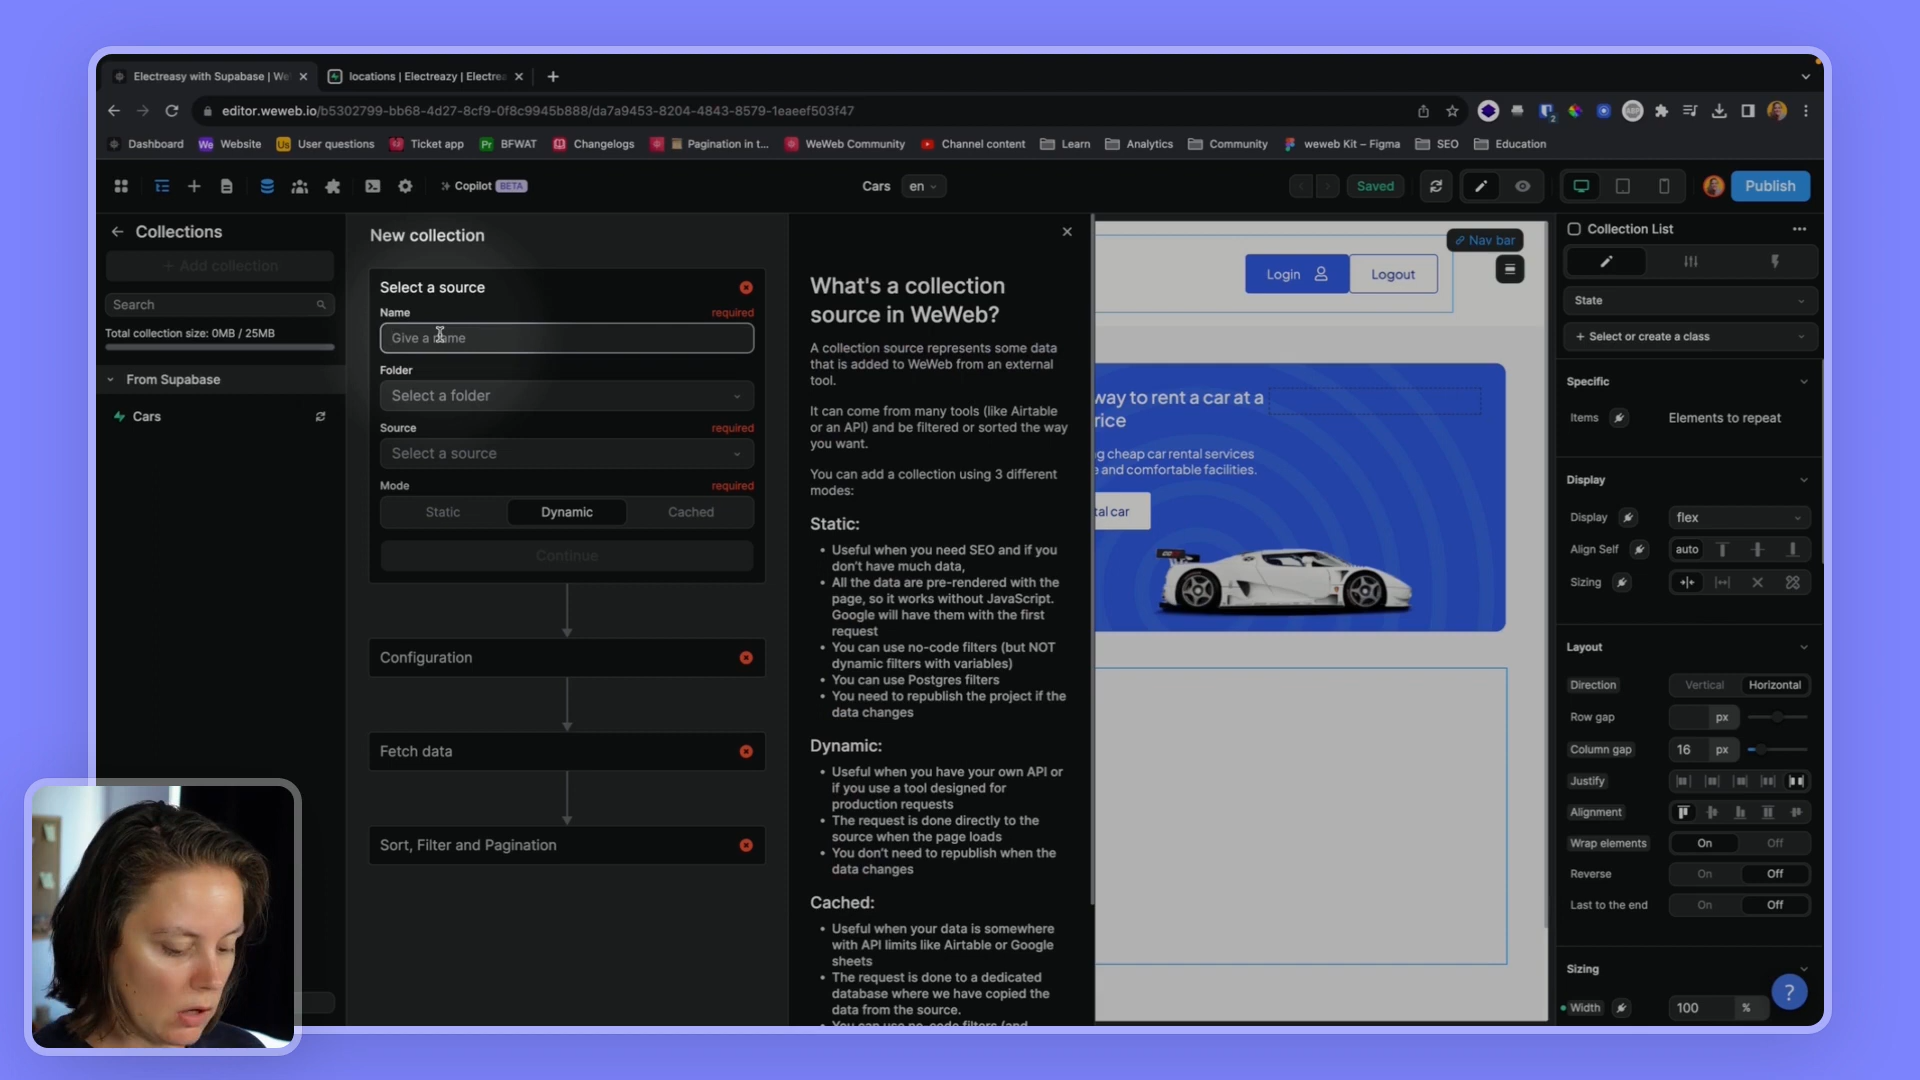 Electreasy with Supabase | We
locations | Electreazy | Electrea
editor.weweb.io/b5302799-bb68-4d27-8cf9-0f8c9945b888/da7a9453-8204-4843-8579-1eaeef503f47
Dashboard
We Website
Us User questions
Ticket app
Pr BFWAT
Changelogs
Pagination in t...
WeWeb Community
Channel content
Learn
Analytics
Community
weweb Kit – Figma
SEO
Education
Copilot BETA
Cars
en
Saved
Publish
Collections
+ Add collection
Search
Total collection size: 0MB / 25MB
From Supabase
Cars
New collection
Select a source
Name required
Give a name
Folder
Select a folder
Source required
Select a source
Mode required
Static Dynamic Cached
Continue
Configuration
Fetch data
Sort, Filter and Pagination
What's a collection
source in WeWeb?
A collection source represents some data
that is added to WeWeb from an external
tool.
It can come from many tools (like Airtable
or an API) and be filtered or sorted the way
you want.
You can add a collection using 3 different
modes:
Static:
• Useful when you need SEO and if you
don't have much data,
• All the data are pre-rendered with the
page, so it works without JavaScript.
Google will have them with the first
request
• You can use no-code filters (but NOT
dynamic filters with variables)
• You can use Postgres filters
• You need to republish the project if the
data changes
Dynamic:
• Useful when you have your own API or
if you use a tool designed for
production requests
• The request is done directly to the
source when the page loads
• You don't need to republish when the
data changes
Cached:
• Useful when your data is somewhere
with API limits like Airtable or Google
sheets
• The request is done to a dedicated
database where we have copied the
data from the source.
• You can use no-code filters (and
Nav bar
Login
Logout
way to rent a car at a
rice
g cheap car rental services
e and comfortable facilities.
tal car
Collection List
State
+ Select or create a class
Specific
Items Elements to repeat
Display
Display flex
Align Self auto
Sizing
Layout
Direction Vertical Horizontal
Row gap px
Column gap 16 px
Justify
Alignment
Wrap elements On Off
Reverse On Off
Last to the end On Off
Sizing
Width 100 %
?